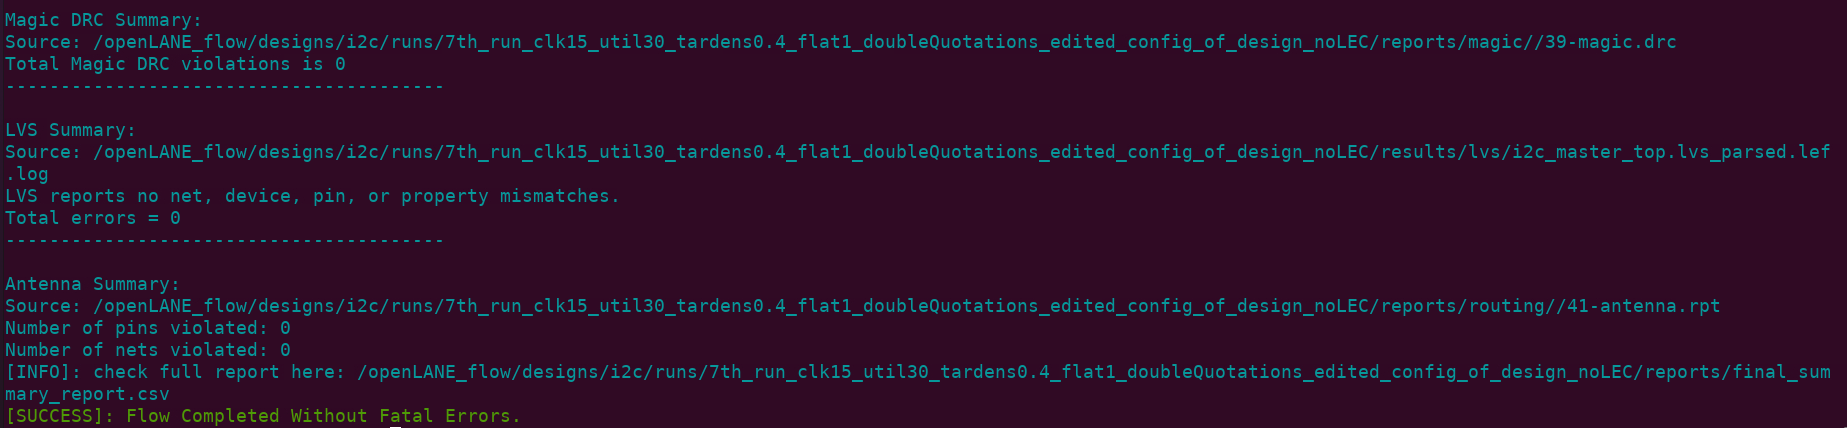 Magic DRC Summary:
Source: /openLANE_flow/designs/i2c/runs/7th_run_clk15_util30_tardens0.4_flat1_doubleQuotations_edited_config_of_design_noLEC/reports/magic//39-magic.drc
Total Magic DRC violations is 0
----------------------------------------
LVS Summary:
Source: /openLANE_flow/designs/i2c/runs/7th_run_clk15_util30_tardens0.4_flat1_doubleQuotations_edited_config_of_design_noLEC/results/lvs/i2c_master_top.lvs_parsed.lef
.log
LVS reports no net, device, pin, or property mismatches.
Total errors = 0
----------------------------------------
Antenna Summary:
Source: /openLANE_flow/designs/i2c/runs/7th_run_clk15_util30_tardens0.4_flat1_doubleQuotations_edited_config_of_design_noLEC/reports/routing//41-antenna.rpt
Number of pins violated: 0
Number of nets violated: 0
[INFO]: check full report here: /openLANE_flow/designs/i2c/runs/7th_run_clk15_util30_tardens0.4_flat1_doubleQuotations_edited_config_of_design_noLEC/reports/final_sum
mary_report.csv
[SUCCESS]: Flow Completed Without Fatal Errors.